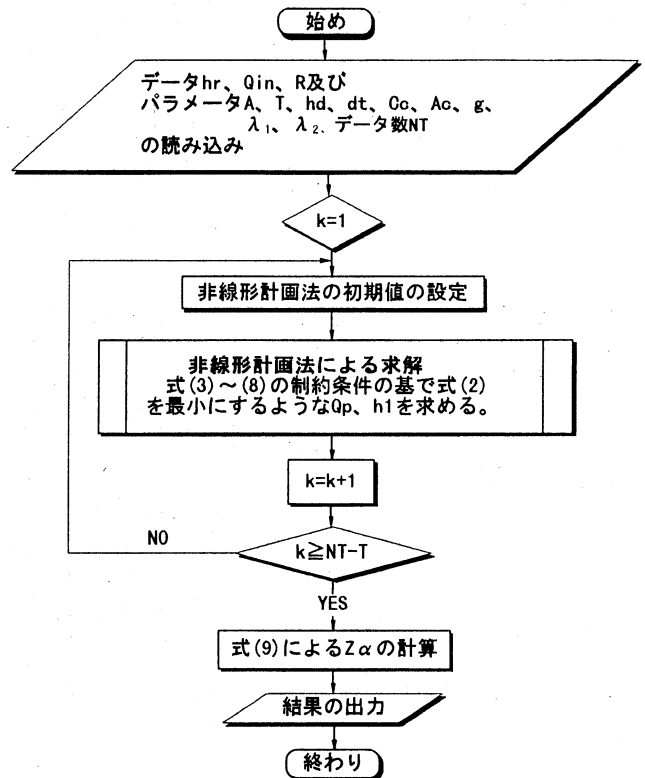 始め
データhr、Qin、R及び
パラメータA、T、hd、dt、Cc、Ac、g、
λ₁、λ₂、データ数NT
の読み込み
k=1
非線形計画法の初期値の設定
非線形計画法による求解
式(3)～(8)の制約条件の基で式(2)
を最小にするようなQp、h1を求める。
k=k+1
NO
k≧NT-T
YES
式(9)によるZαの計算
結果の出力
終わり